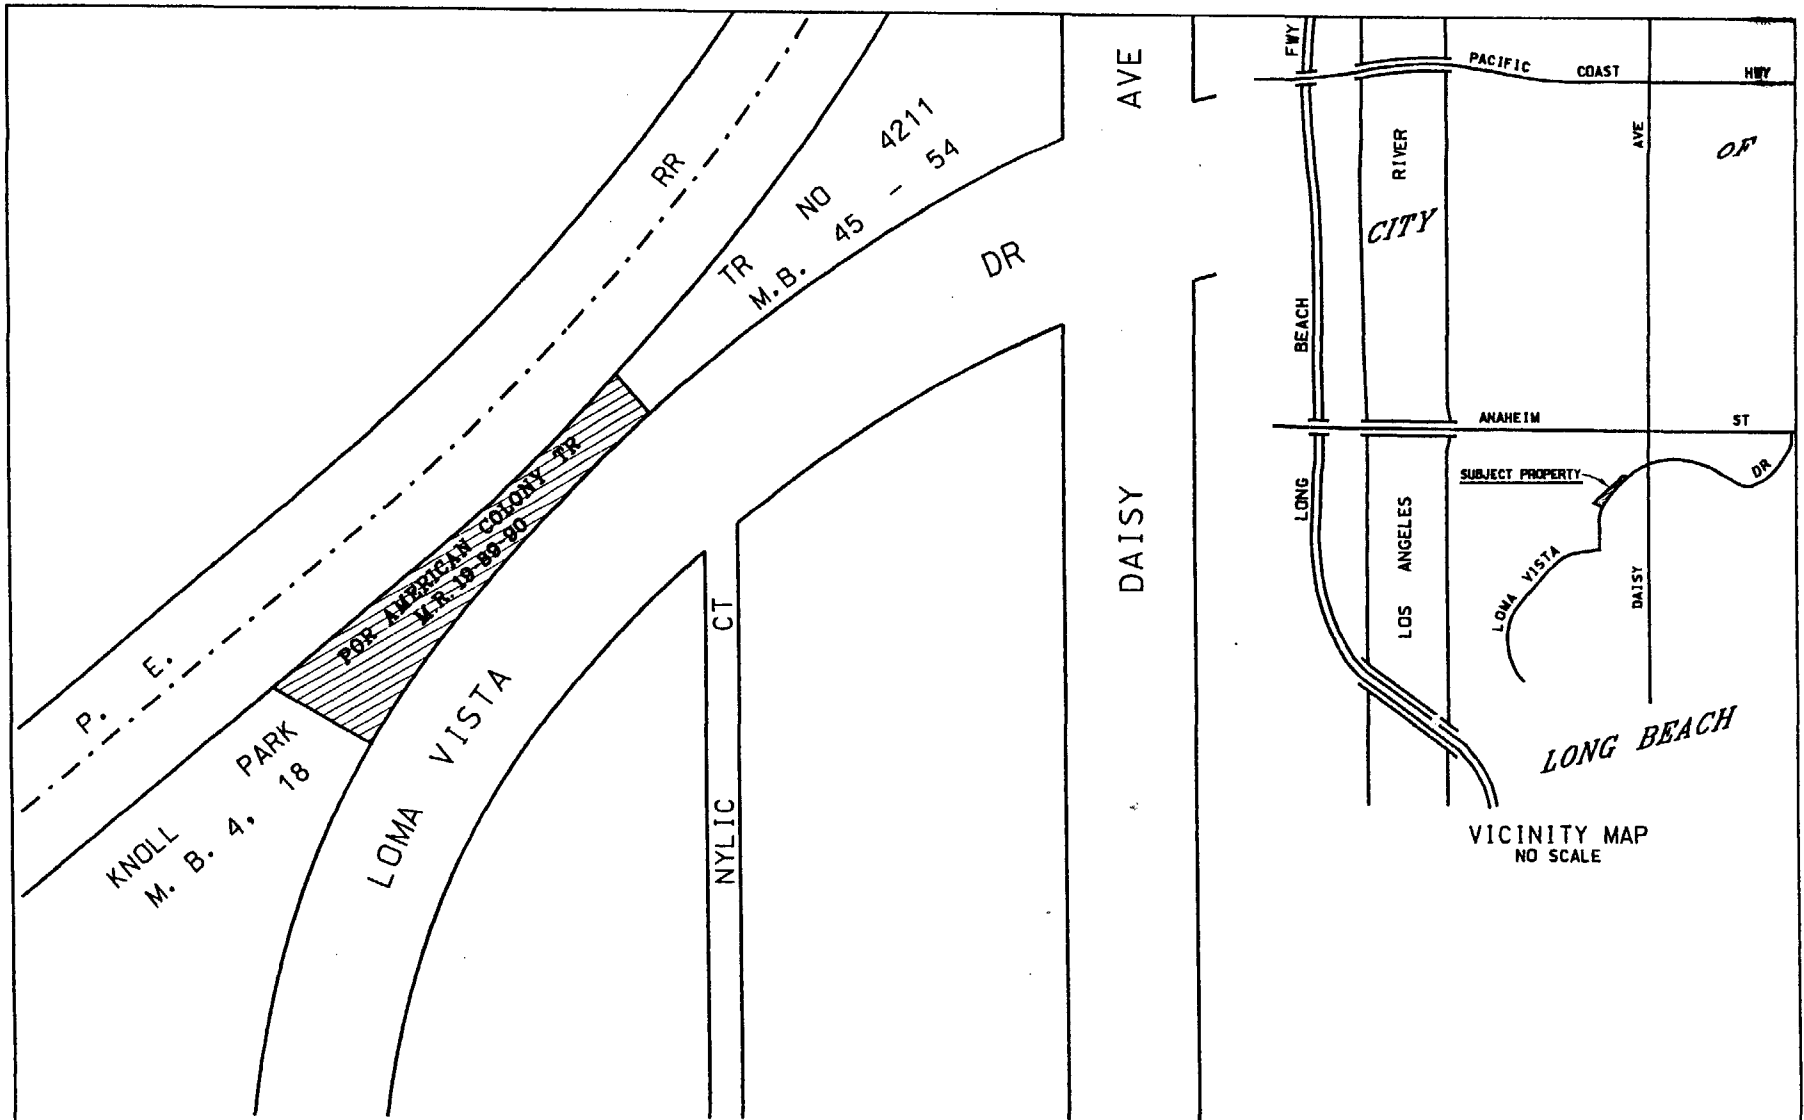 P. E. RR
TR NO 4211
M.B. 45 - 54
POR AMERICAN COLONY TR
M.R. 19-89-90
KNOLL PARK
M. B. 4, 18
LOMA VISTA DR
NYLIC CT
DAISY AVE
LONG BEACH FWY
PACIFIC COAST HWY
LOS ANGELES RIVER
CITY OF
LONG BEACH
DAISY AVE
ANAHEIM ST
SUBJECT PROPERTY
LOMA VISTA DR
VICINITY MAP
NO SCALE